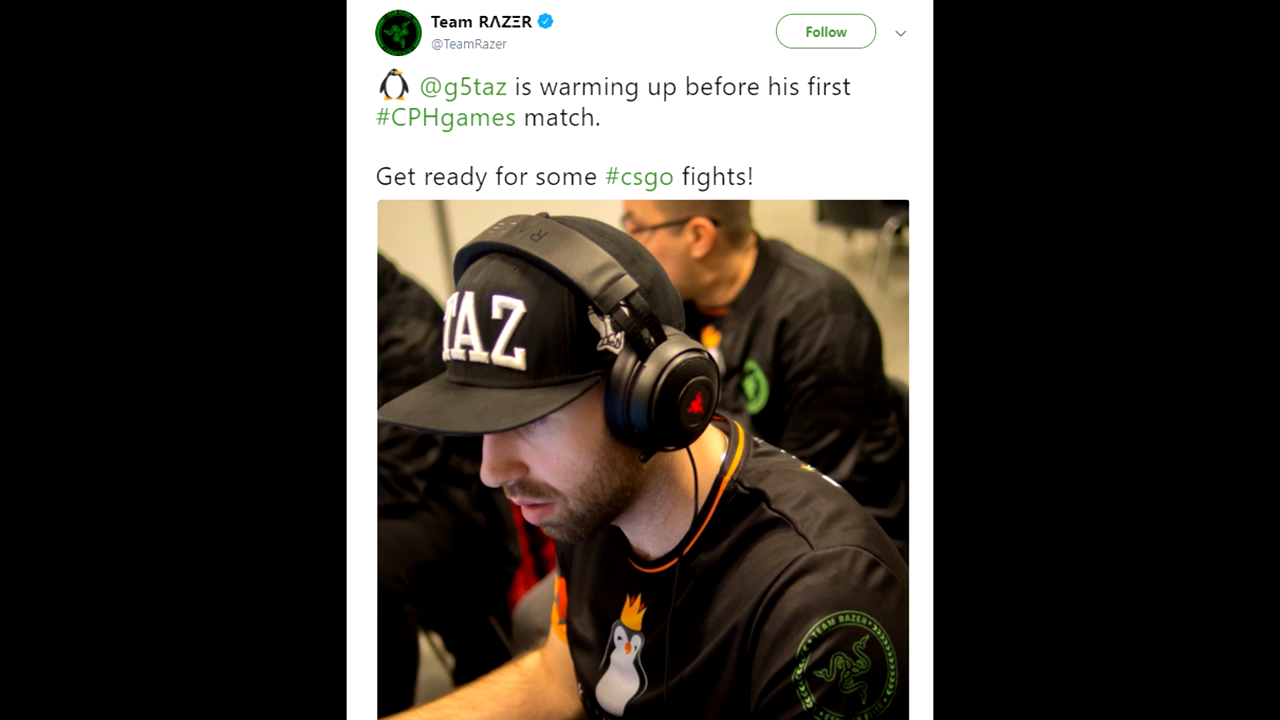 Team RΛZΞR
@TeamRazer
Follow
@g5taz is warming up before his first
#CPHgames match.
Get ready for some #csgo fights!
TAZ
TEAM RAZER